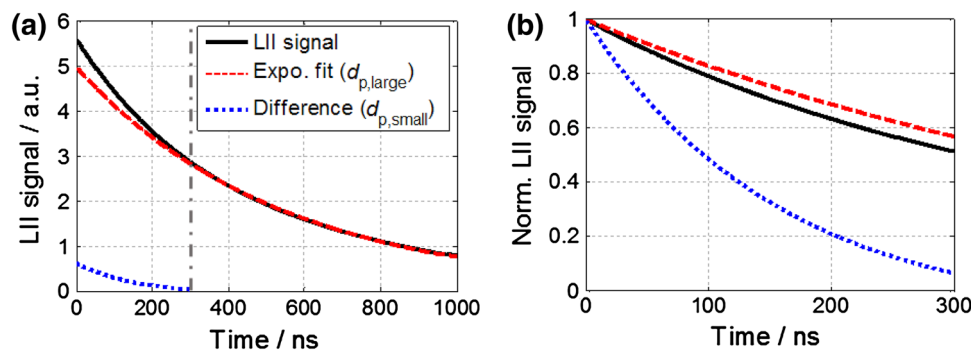 (a)
LII signal / a.u.
6
5
4
3
2
1
0
LII signal
Expo. fit (dp,large)
Difference (dp,small)
0 200 400 600 800 1000
Time / ns
(b)
Norm. LII signal
1
0.8
0.6
0.4
0.2
0
0 100 200 300
Time / ns